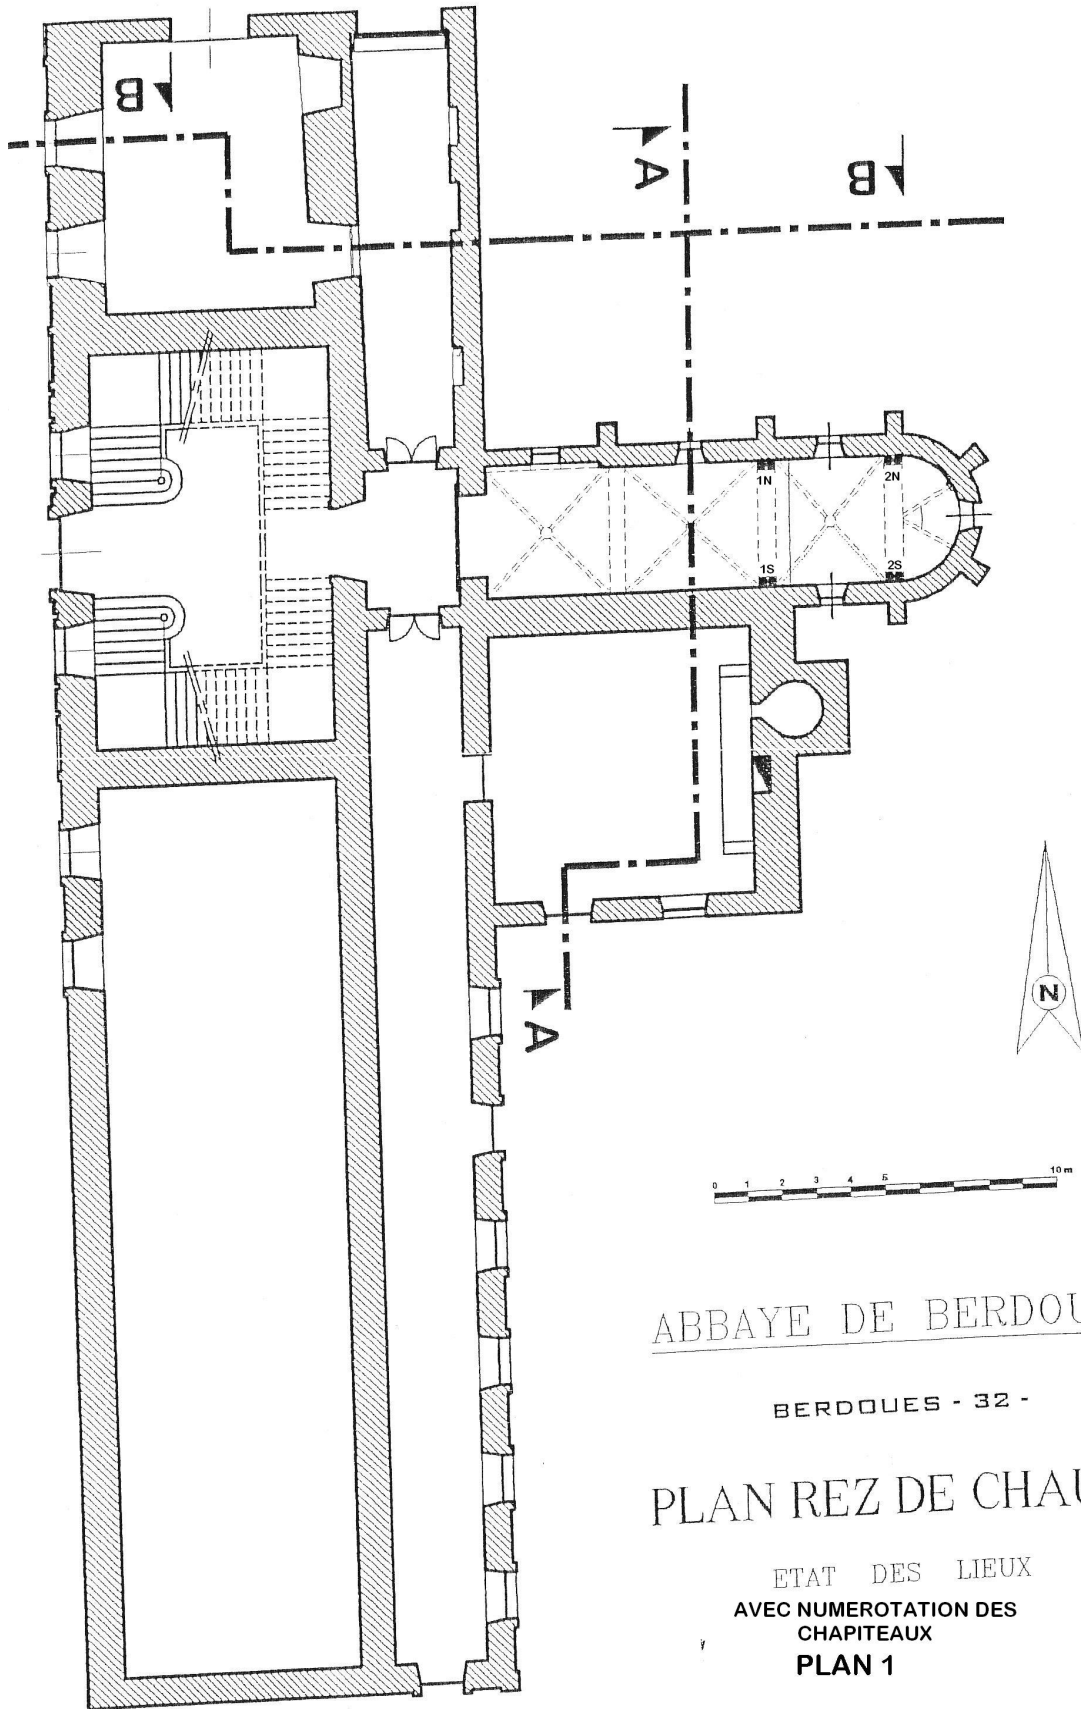 B
A
B
1N
2N
1S
2S
A
N
0 1 2 3 4 5 10 m
ABBAYE DE BERDOU
BERDOUES - 32 -
PLAN REZ DE CHAU
ETAT DES LIEUX
AVEC NUMEROTATION DES
CHAPITEAUX
PLAN 1